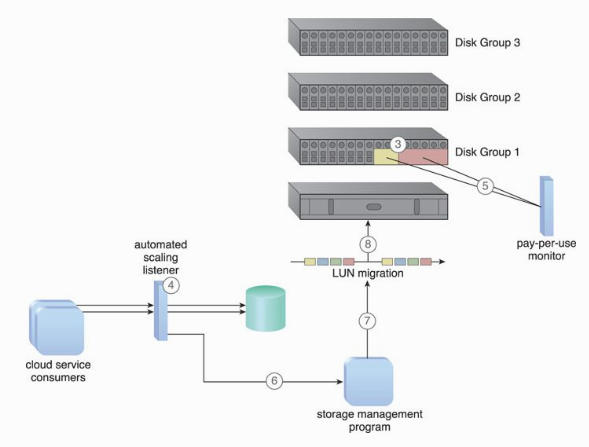 Disk Group 3
Disk Group 2
3
Disk Group 1
5
pay-per-use
monitor
8
automated
scaling
listener
4
LUN migration
7
cloud service
consumers
6
storage management
program